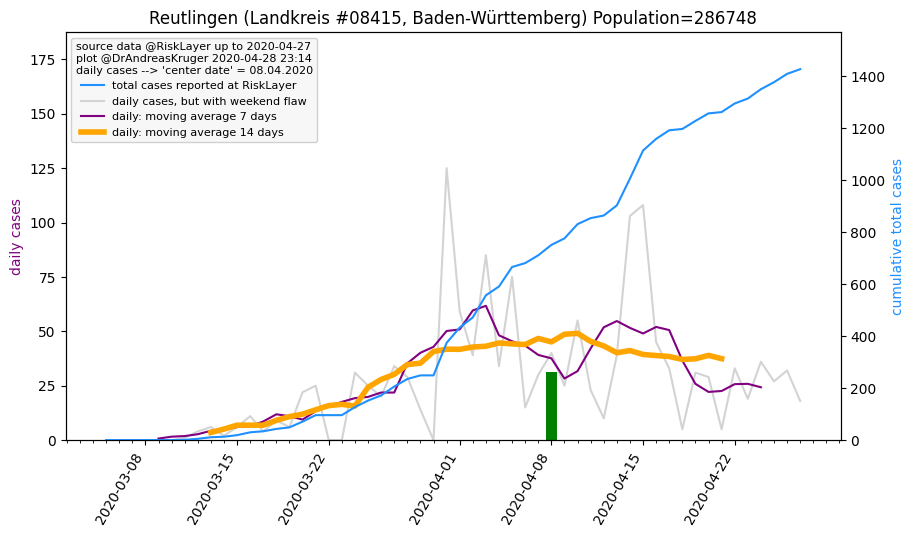 Reutlingen (Landkreis #08415, Baden-Württemberg) Population=286748
source data @RiskLayer up to 2020-04-27
plot @DrAndreasKruger 2020-04-28 23:14
daily cases --> 'center date' = 08.04.2020
total cases reported at RiskLayer
daily cases, but with weekend flaw
daily: moving average 7 days
daily: moving average 14 days
daily cases
175
150
125
100
75
50
25
0
1400
1200
1000
800
600
400
200
0
cumulative total cases
2020-03-08
2020-03-15
2020-03-22
2020-04-01
2020-04-08
2020-04-15
2020-04-22